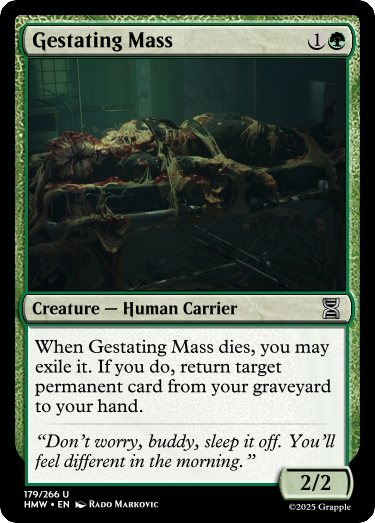 Gestating Mass 1
Creature — Human Carrier
When Gestating Mass dies, you may
exile it. If you do, return target
permanent card from your graveyard
to your hand.
“Don’t worry, buddy, sleep it off. You’ll
feel different in the morning.”
2/2
179/266 U
HMW • EN Rado Markovic
©2025 Grapple